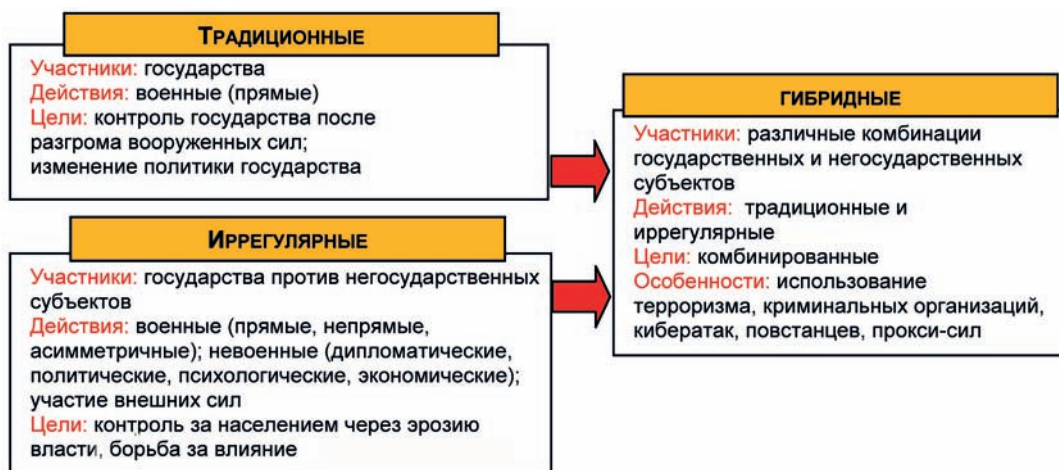 ТРАДИЦИОННЫЕ
Участники: государства
Действия: военные (прямые)
Цели: контроль государства после
разгрома вооруженных сил;
изменение политики государства
ИРРЕГУЛЯРНЫЕ
Участники: государства против негосударственных
субъектов
Действия: военные (прямые, непрямые,
асимметричные); невоенные (дипломатические,
политические, психологические, экономические);
участие внешних сил
Цели: контроль за населением через эрозию
власти, борьба за влияние
ГИБРИДНЫЕ
Участники: различные комбинации
государственных и негосударственных
субъектов
Действия: традиционные и
иррегулярные
Цели: комбинированные
Особенности: использование
терроризма, криминальных организаций,
кибератак, повстанцев, прокси-сил